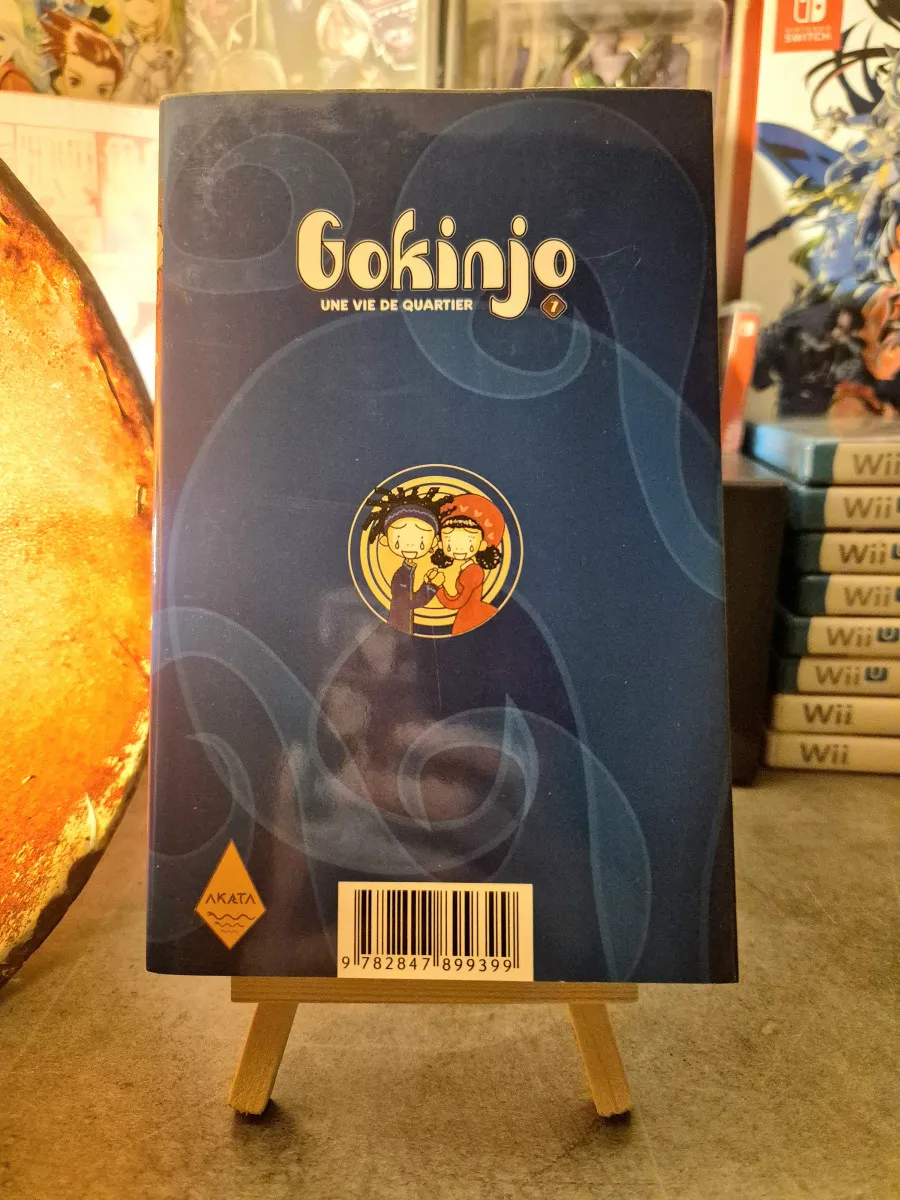 NINTENDO
SWITCH
Gokinjo
UNE VIE DE QUARTIER
7
Wii
Wii U
Wii U
Wii U
Wii U
Wii U
Wii
Wii
AKATA
9 782847 899399